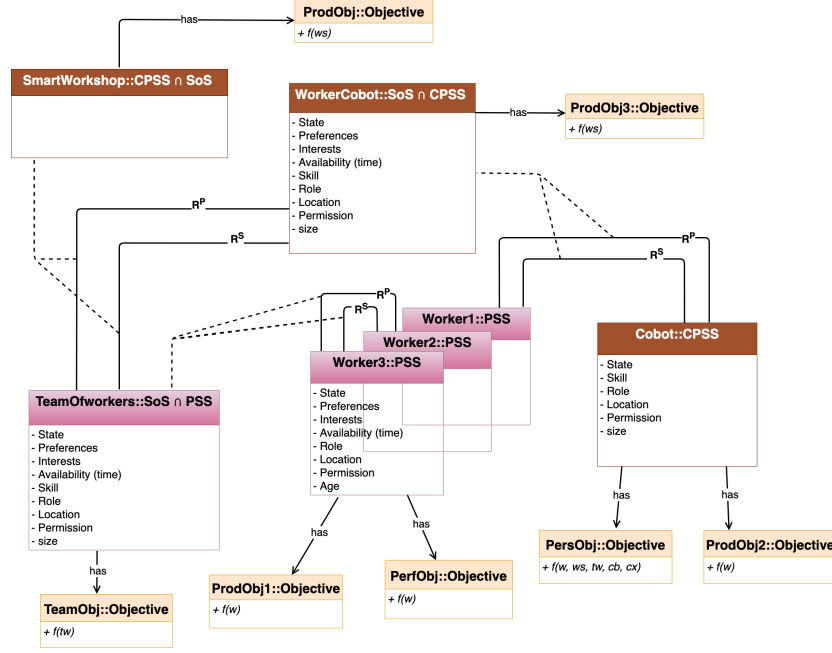 ProdObj::Objective
+ f(ws)
has
SmartWorkshop::CPSS ∩ SoS
WorkerCobot::SoS ∩ CPSS
- State
- Preferences
- Interests
- Availability (time)
- Skill
- Role
- Location
- Permission
- size
has
ProdObj3::Objective
+ f(ws)
R^P
R^S
R^P
R^S
R^P
R^S
Worker1::PSS
Worker2::PSS
Worker3::PSS
- State
- Preferences
- Interests
- Availability (time)
- Role
- Location
- Permission
- Age
Cobot::CPSS
- State
- Skill
- Role
- Location
- Permission
- size
TeamOfworkers::SoS ∩ PSS
- State
- Preferences
- Interests
- Availability (time)
- Skill
- Role
- Location
- Permission
- size
has
has
has
has
has
PersObj::Objective
+ f(w, ws, tw, cb, cx)
ProdObj2::Objective
+ f(w)
ProdObj1::Objective
+ f(w)
PerfObj::Objective
+ f(w)
TeamObj::Objective
+ f(tw)